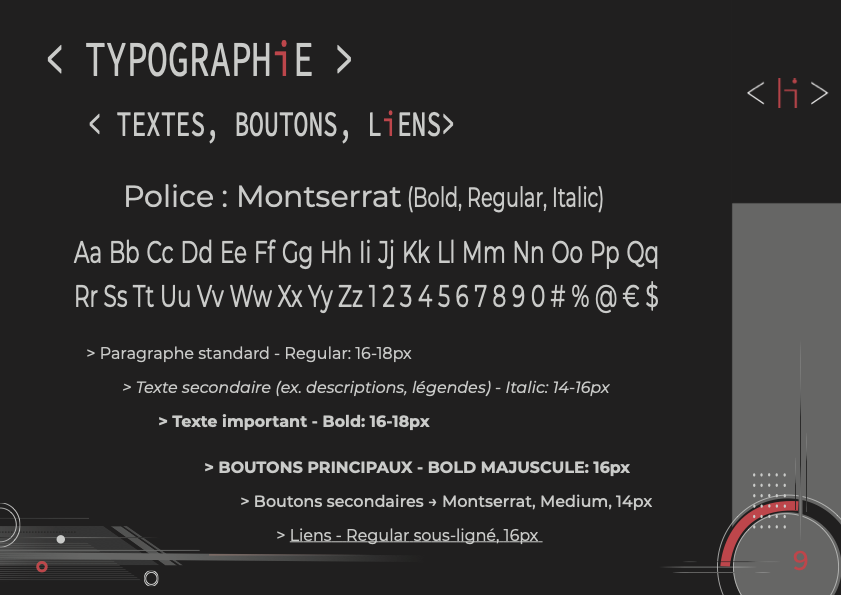 < TYPOGRAPHiE >
< li >
< TEXTES, BOUTONS, LiENS>
Police : Montserrat (Bold, Regular, Italic)
Aa Bb Cc Dd Ee Ff Gg Hh Ii Jj Kk Ll Mm Nn Oo Pp Qq
Rr Ss Tt Uu Vv Ww Xx Yy Zz 1 2 3 4 5 6 7 8 9 0 # % @ € $
> Paragraphe standard - Regular: 16-18px
> Texte secondaire (ex. descriptions, légendes) - Italic: 14-16px
> Texte important - Bold: 16-18px
> BOUTONS PRINCIPAUX - BOLD MAJUSCULE: 16px
> Boutons secondaires → Montserrat, Medium, 14px
> Liens - Regular sous-ligné, 16px
9